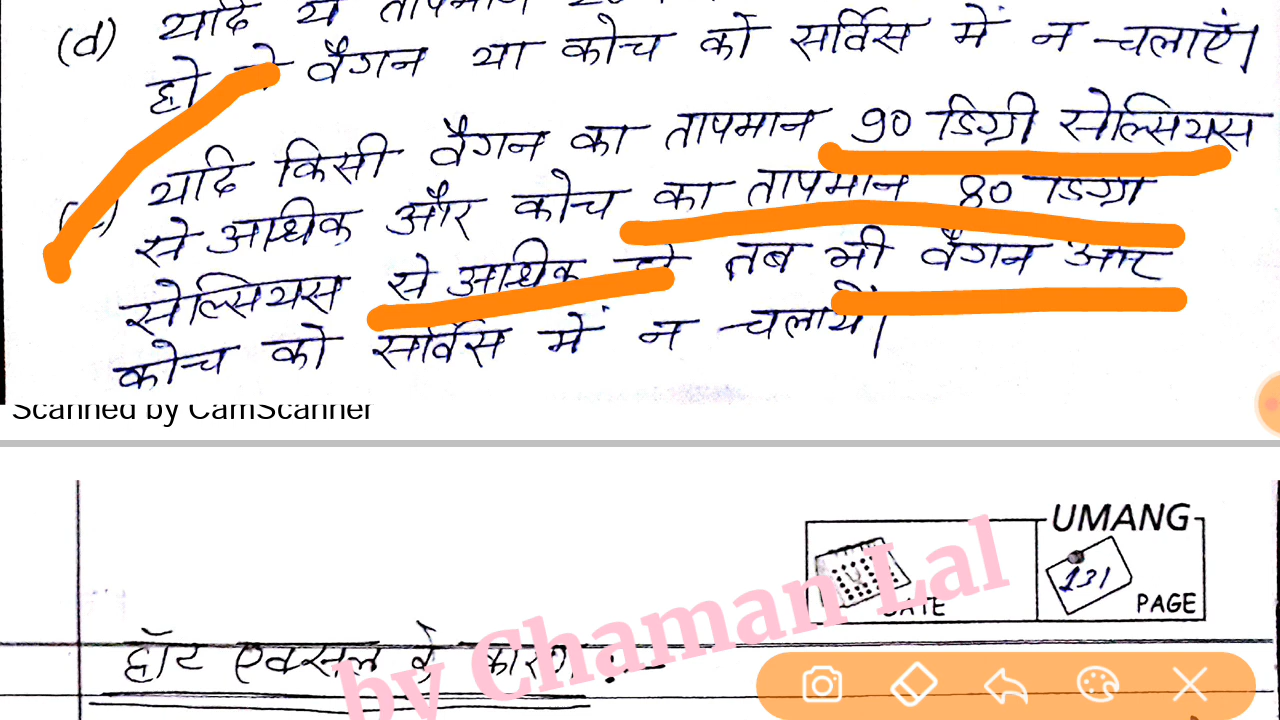 (d) यदि ये तापमान
हो तो वैगन या कोच को सर्विस में न चलाएं।
यदि किसी वैगन का तापमान 90 डिग्री सेल्सियस
से अधिक और कोच का तापमान 80 डिग्री
सेल्सियस से अधिक हो तब भी वैगन और
कोच को सर्विस में न चलायें।
Scanned by CamScanner
UMANG
DATE
131
PAGE
by Chaman Lal
हॉट एक्सल के कारण :-